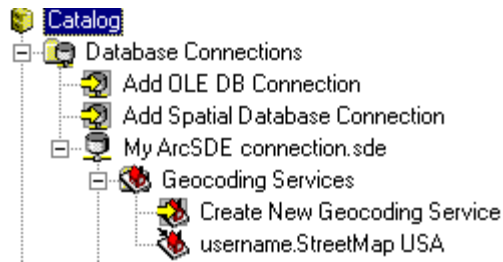 Catalog
Database Connections
Add OLE DB Connection
Add Spatial Database Connection
My ArcSDE connection.sde
Geocoding Services
Create New Geocoding Service
username.StreetMap USA